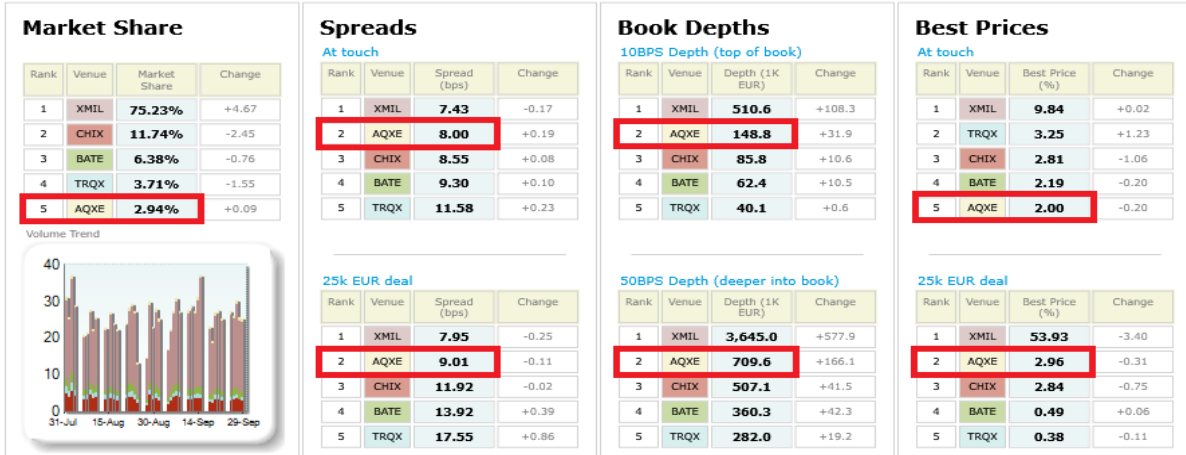 Market Share
Rank Venue Market Share Change
1 XMIL 75.23% +4.67
2 CHIX 11.74% -2.45
3 BATE 6.38% -0.76
4 TRQX 3.71% -1.55
5 AQXE 2.94% +0.09
Volume Trend
40
30
20
10
0
31-Jul 15-Aug 30-Aug 14-Sep 29-Sep
Spreads
At touch
Rank Venue Spread (bps) Change
1 XMIL 7.43 -0.17
2 AQXE 8.00 +0.19
3 CHIX 8.55 +0.08
4 BATE 9.30 +0.10
5 TRQX 11.58 +0.23
25k EUR deal
Rank Venue Spread (bps) Change
1 XMIL 7.95 -0.25
2 AQXE 9.01 -0.11
3 CHIX 11.92 -0.02
4 BATE 13.92 +0.39
5 TRQX 17.55 +0.86
Book Depths
10BPS Depth (top of book)
Rank Venue Depth (1K EUR) Change
1 XMIL 510.6 +108.3
2 AQXE 148.8 +31.9
3 CHIX 85.8 +10.6
4 BATE 62.4 +10.5
5 TRQX 40.1 +0.6
50BPS Depth (deeper into book)
Rank Venue Depth (1K EUR) Change
1 XMIL 3,645.0 +577.9
2 AQXE 709.6 +166.1
3 CHIX 507.1 +41.5
4 BATE 360.3 +42.3
5 TRQX 282.0 +19.2
Best Prices
At touch
Rank Venue Best Price (%) Change
1 XMIL 9.84 +0.02
2 TRQX 3.25 +1.23
3 CHIX 2.81 -1.06
4 BATE 2.19 -0.20
5 AQXE 2.00 -0.20
25k EUR deal
Rank Venue Best Price (%) Change
1 XMIL 53.93 -3.40
2 AQXE 2.96 -0.31
3 CHIX 2.84 -0.75
4 BATE 0.49 +0.06
5 TRQX 0.38 -0.11